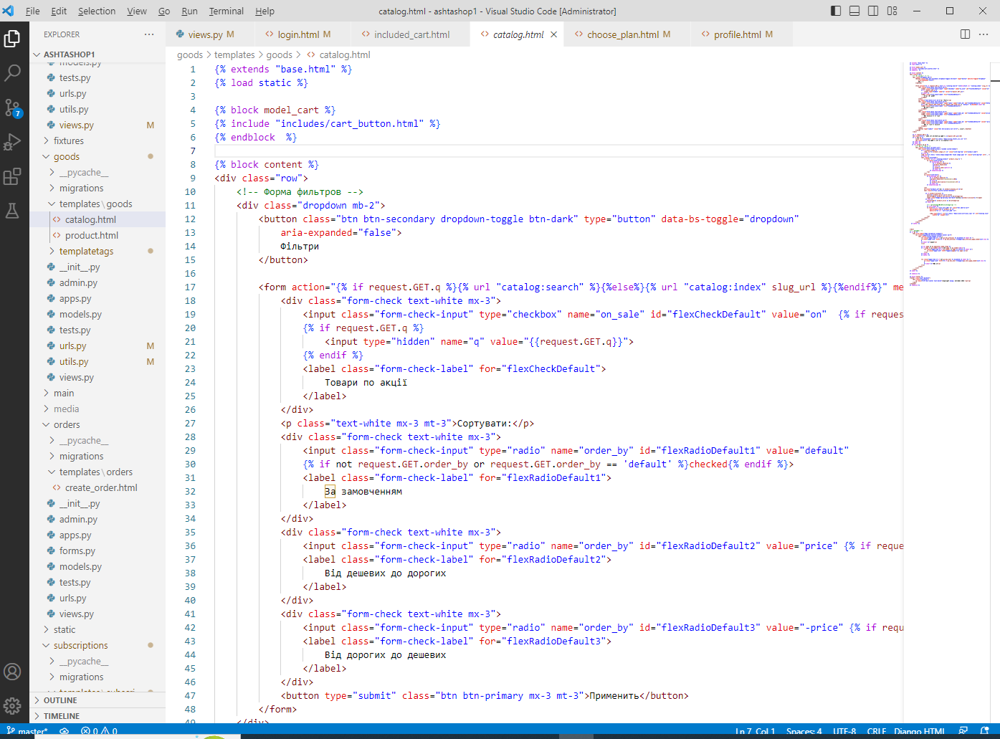 File Edit Selection View Go Run Terminal Help
catalog.html - ashtashop1 - Visual Studio Code [Administrator]
EXPLORER
views.py M
login.html M
included_cart.html
catalog.html
choose_plan.html M
profile.html M
goods > templates > goods > catalog.html
ASHTASHOP1
models.py
tests.py
urls.py
utils.py
views.py M
fixtures
goods
__pycache__
migrations
templates\goods
catalog.html
product.html
templatetags
__init__.py
admin.py
apps.py
models.py
tests.py
urls.py M
utils.py M
views.py
main
media
orders
__pycache__
migrations
templates\orders
create_order.html
__init__.py
admin.py
apps.py
forms.py
models.py
tests.py
urls.py
views.py
static
subscriptions
__pycache__
migrations
OUTLINE
TIMELINE
7
1 {% extends "base.html" %}
2 {% load static %}
3
4 {% block model_cart %}
5 {% include "includes/cart_button.html" %}
6 {% endblock  %}
7
8 {% block content %}
9 <div class="row">
10 <!-- Форма фильтров -->
11 <div class="dropdown mb-2">
12 <button class="btn btn-secondary dropdown-toggle btn-dark" type="button" data-bs-toggle="dropdown"
13 aria-expanded="false">
14 Фільтри
15 </button>
16
17 <form action="{% if request.GET.q %}{% url "catalog:search" %}{%else%}{% url "catalog:index" slug_url %}{%endif%}" me
18 <div class="form-check text-white mx-3">
19 <input class="form-check-input" type="checkbox" name="on_sale" id="flexCheckDefault" value="on"  {% if reques
20 {% if request.GET.q %}
21 <input type="hidden" name="q" value="{{request.GET.q}}">
22 {% endif %}
23 <label class="form-check-label" for="flexCheckDefault">
24 Товари по акції
25 </label>
26 </div>
27 <p class="text-white mx-3 mt-3">Сортувати:</p>
28 <div class="form-check text-white mx-3">
29 <input class="form-check-input" type="radio" name="order_by" id="flexRadioDefault1" value="default"
30 {% if not request.GET.order_by or request.GET.order_by == 'default' %}checked{% endif %}>
31 <label class="form-check-label" for="flexRadioDefault1">
32 За замовченням
33 </label>
34 </div>
35 <div class="form-check text-white mx-3">
36 <input class="form-check-input" type="radio" name="order_by" id="flexRadioDefault2" value="price" {% if reque
37 <label class="form-check-label" for="flexRadioDefault2">
38 Від дешевих до дорогих
39 </label>
40 </div>
41 <div class="form-check text-white mx-3">
42 <input class="form-check-input" type="radio" name="order_by" id="flexRadioDefault3" value="-price" {% if requ
43 <label class="form-check-label" for="flexRadioDefault3">
44 Від дорогих до дешевих
45 </label>
46 </div>
47 <button type="submit" class="btn btn-primary mx-3 mt-3">Применить</button>
48 </form>
49 </div>
master* 0 0 Ln 7, Col 1 Spaces: 4 UTF-8 CRLF Django HTML